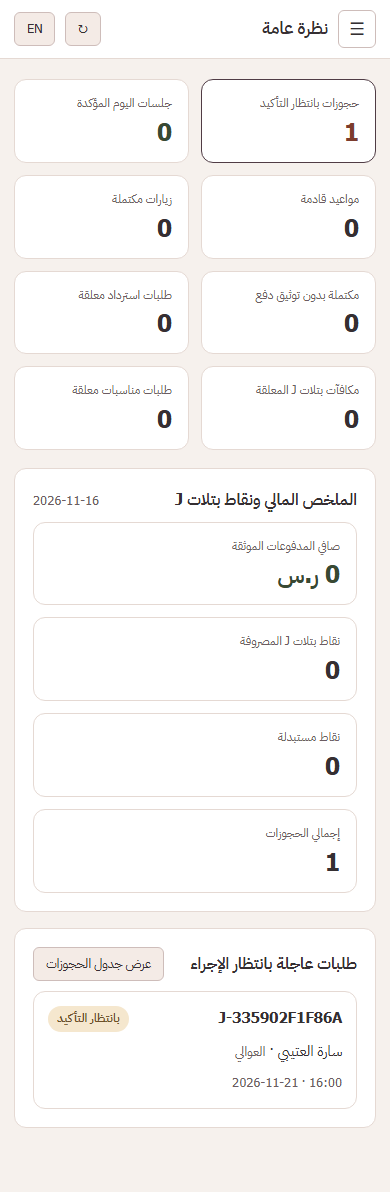 ☰
نظرة عامة
↻
EN
حجوزات بانتظار التأكيد
1
جلسات اليوم المؤكدة
0
مواعيد قادمة
0
زيارات مكتملة
0
مكتملة بدون توثيق دفع
0
طلبات استرداد معلقة
0
مكافآت بتلات J المعلقة
0
طلبات مناسبات معلقة
0
الملخص المالي ونقاط بتلات J
2026-11-16
صافي المدفوعات الموثقة
0 ر.س
نقاط بتلات J المصروفة
0
نقاط مستبدلة
0
إجمالي الحجوزات
1
طلبات عاجلة بانتظار الإجراء
عرض جدول الحجوزات
J-335902F1F86A
بانتظار التأكيد
سارة العتيبي · العوالي
2026-11-21 · 16:00